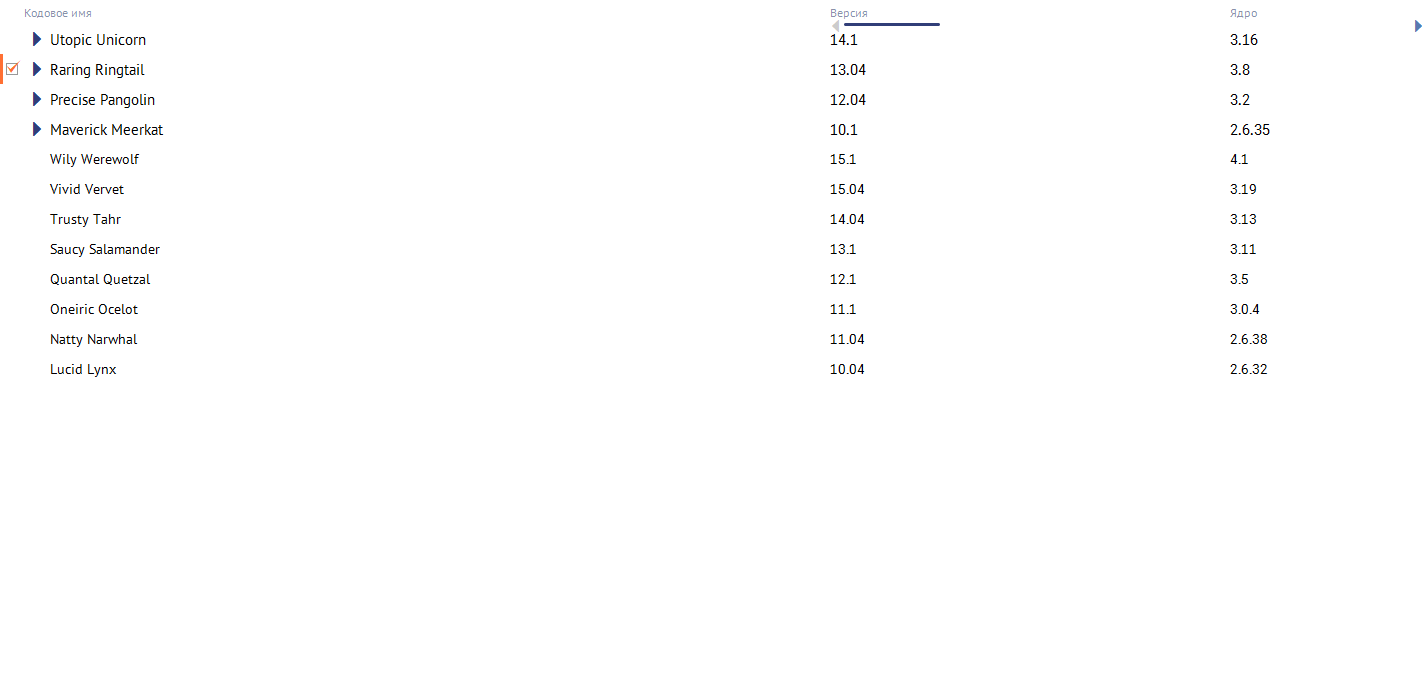 Кодовое имя Версия Ядро
Utopic Unicorn 14.1 3.16
Raring Ringtail 13.04 3.8
Precise Pangolin 12.04 3.2
Maverick Meerkat 10.1 2.6.35
Wily Werewolf 15.1 4.1
Vivid Vervet 15.04 3.19
Trusty Tahr 14.04 3.13
Saucy Salamander 13.1 3.11
Quantal Quetzal 12.1 3.5
Oneiric Ocelot 11.1 3.0.4
Natty Narwhal 11.04 2.6.38
Lucid Lynx 10.04 2.6.32